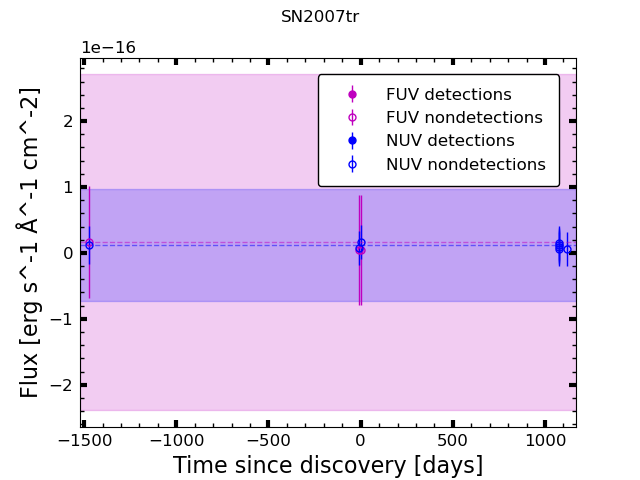 SN2007tr
1e−16
FUV detections
FUV nondetections
NUV detections
NUV nondetections
2
1
0
−1
−2
Flux [erg s^-1 Å^-1 cm^-2]
−1500 −1000 −500 0 500 1000
Time since discovery [days]